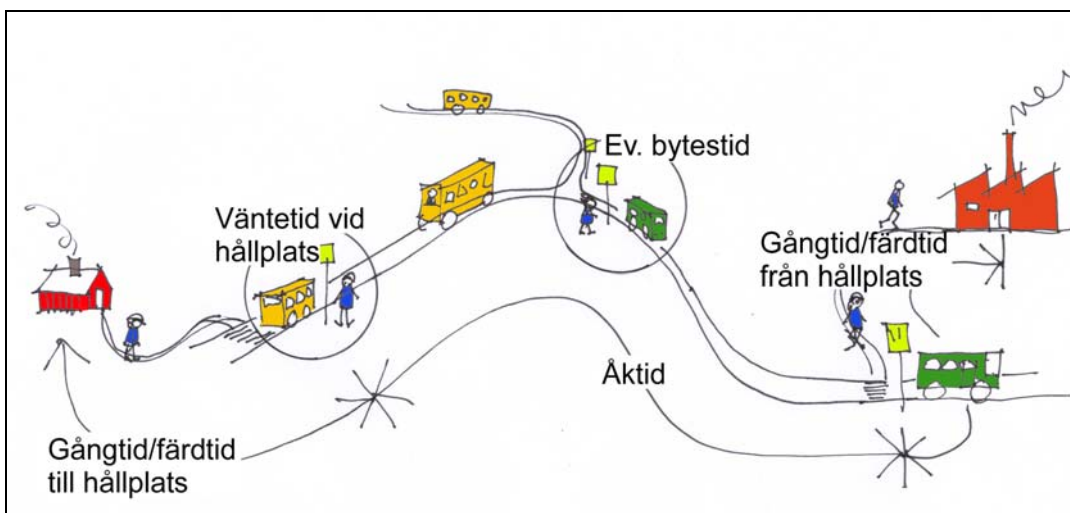 Ev. bytestid
Väntetid vid
hållplats
Gångtid/färdtid
från hållplats
Åktid
Gångtid/färdtid
till hållplats